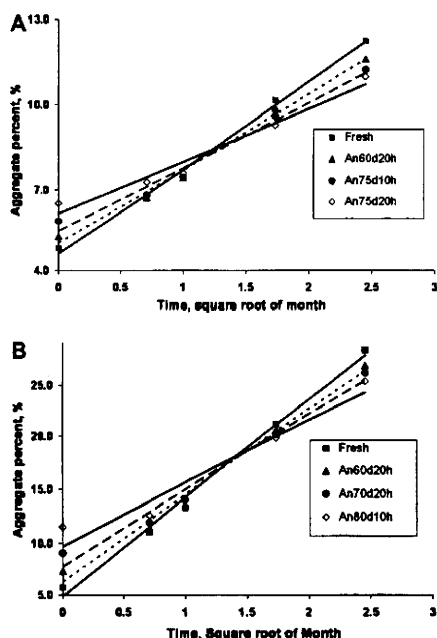 A
13.0
10.0
7.0
4.0
Aggregate percent, %
0
0.5
1
1.5
2
2.5
3
Time, square root of month
Fresh
An60d20h
An75d10h
An75d20h
B
25.0
20.0
15.0
10.0
5.0
Aggregate percent, %
0
0.5
1
1.5
2
2.5
3
Time, Square root of Month
Fresh
An60d20h
An70d20h
An80d10h